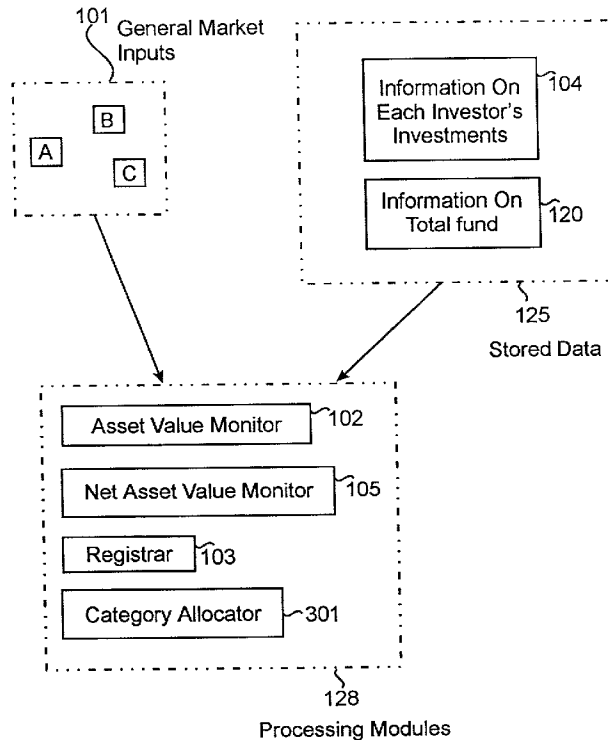 101
General Market
Inputs
A
B
C
Information On
Each Investor's
Investments
104
Information On
Total fund
120
125
Stored Data
Asset Value Monitor
102
Net Asset Value Monitor
105
Registrar
103
Category Allocator
301
128
Processing Modules